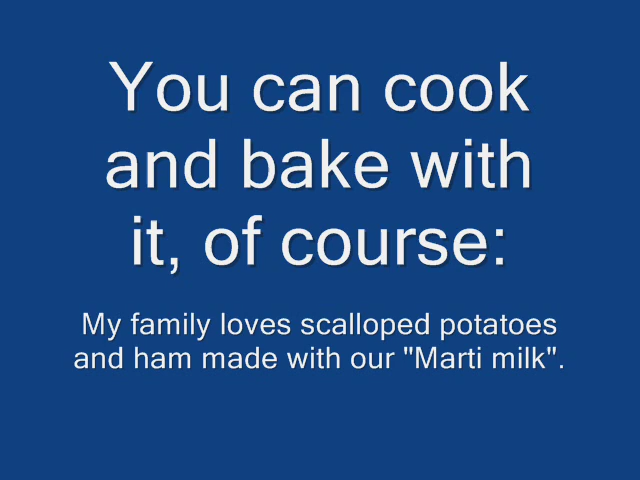 You can cook
and bake with
it, of course:
My family loves scalloped potatoes
and ham made with our "Marti milk".